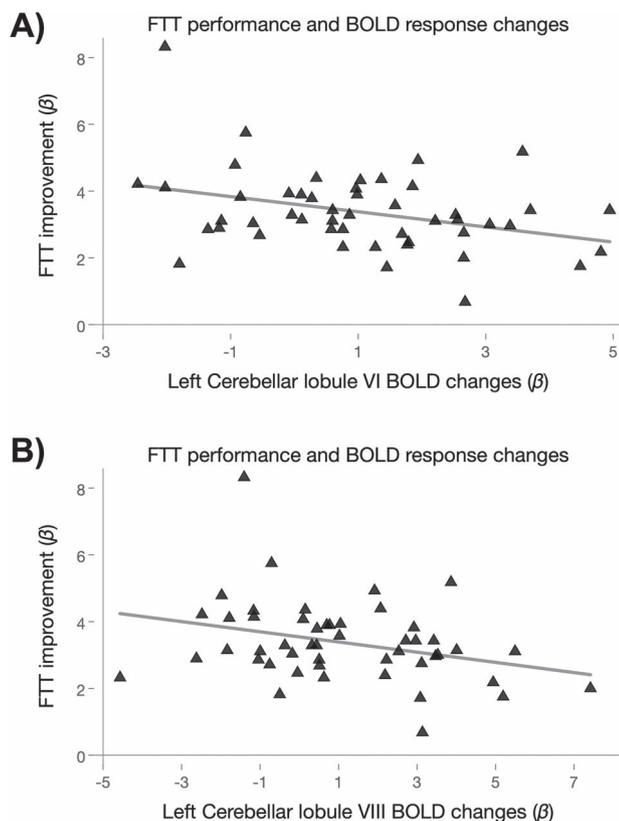 A)
FTT performance and BOLD response changes
8
6
4
2
0
FTT improvement (β)
-3 -1 1 3 5
Left Cerebellar lobule VI BOLD changes (β)
B)
FTT performance and BOLD response changes
8
6
4
2
0
FTT improvement (β)
-5 -3 -1 1 3 5 7
Left Cerebellar lobule VIII BOLD changes (β)